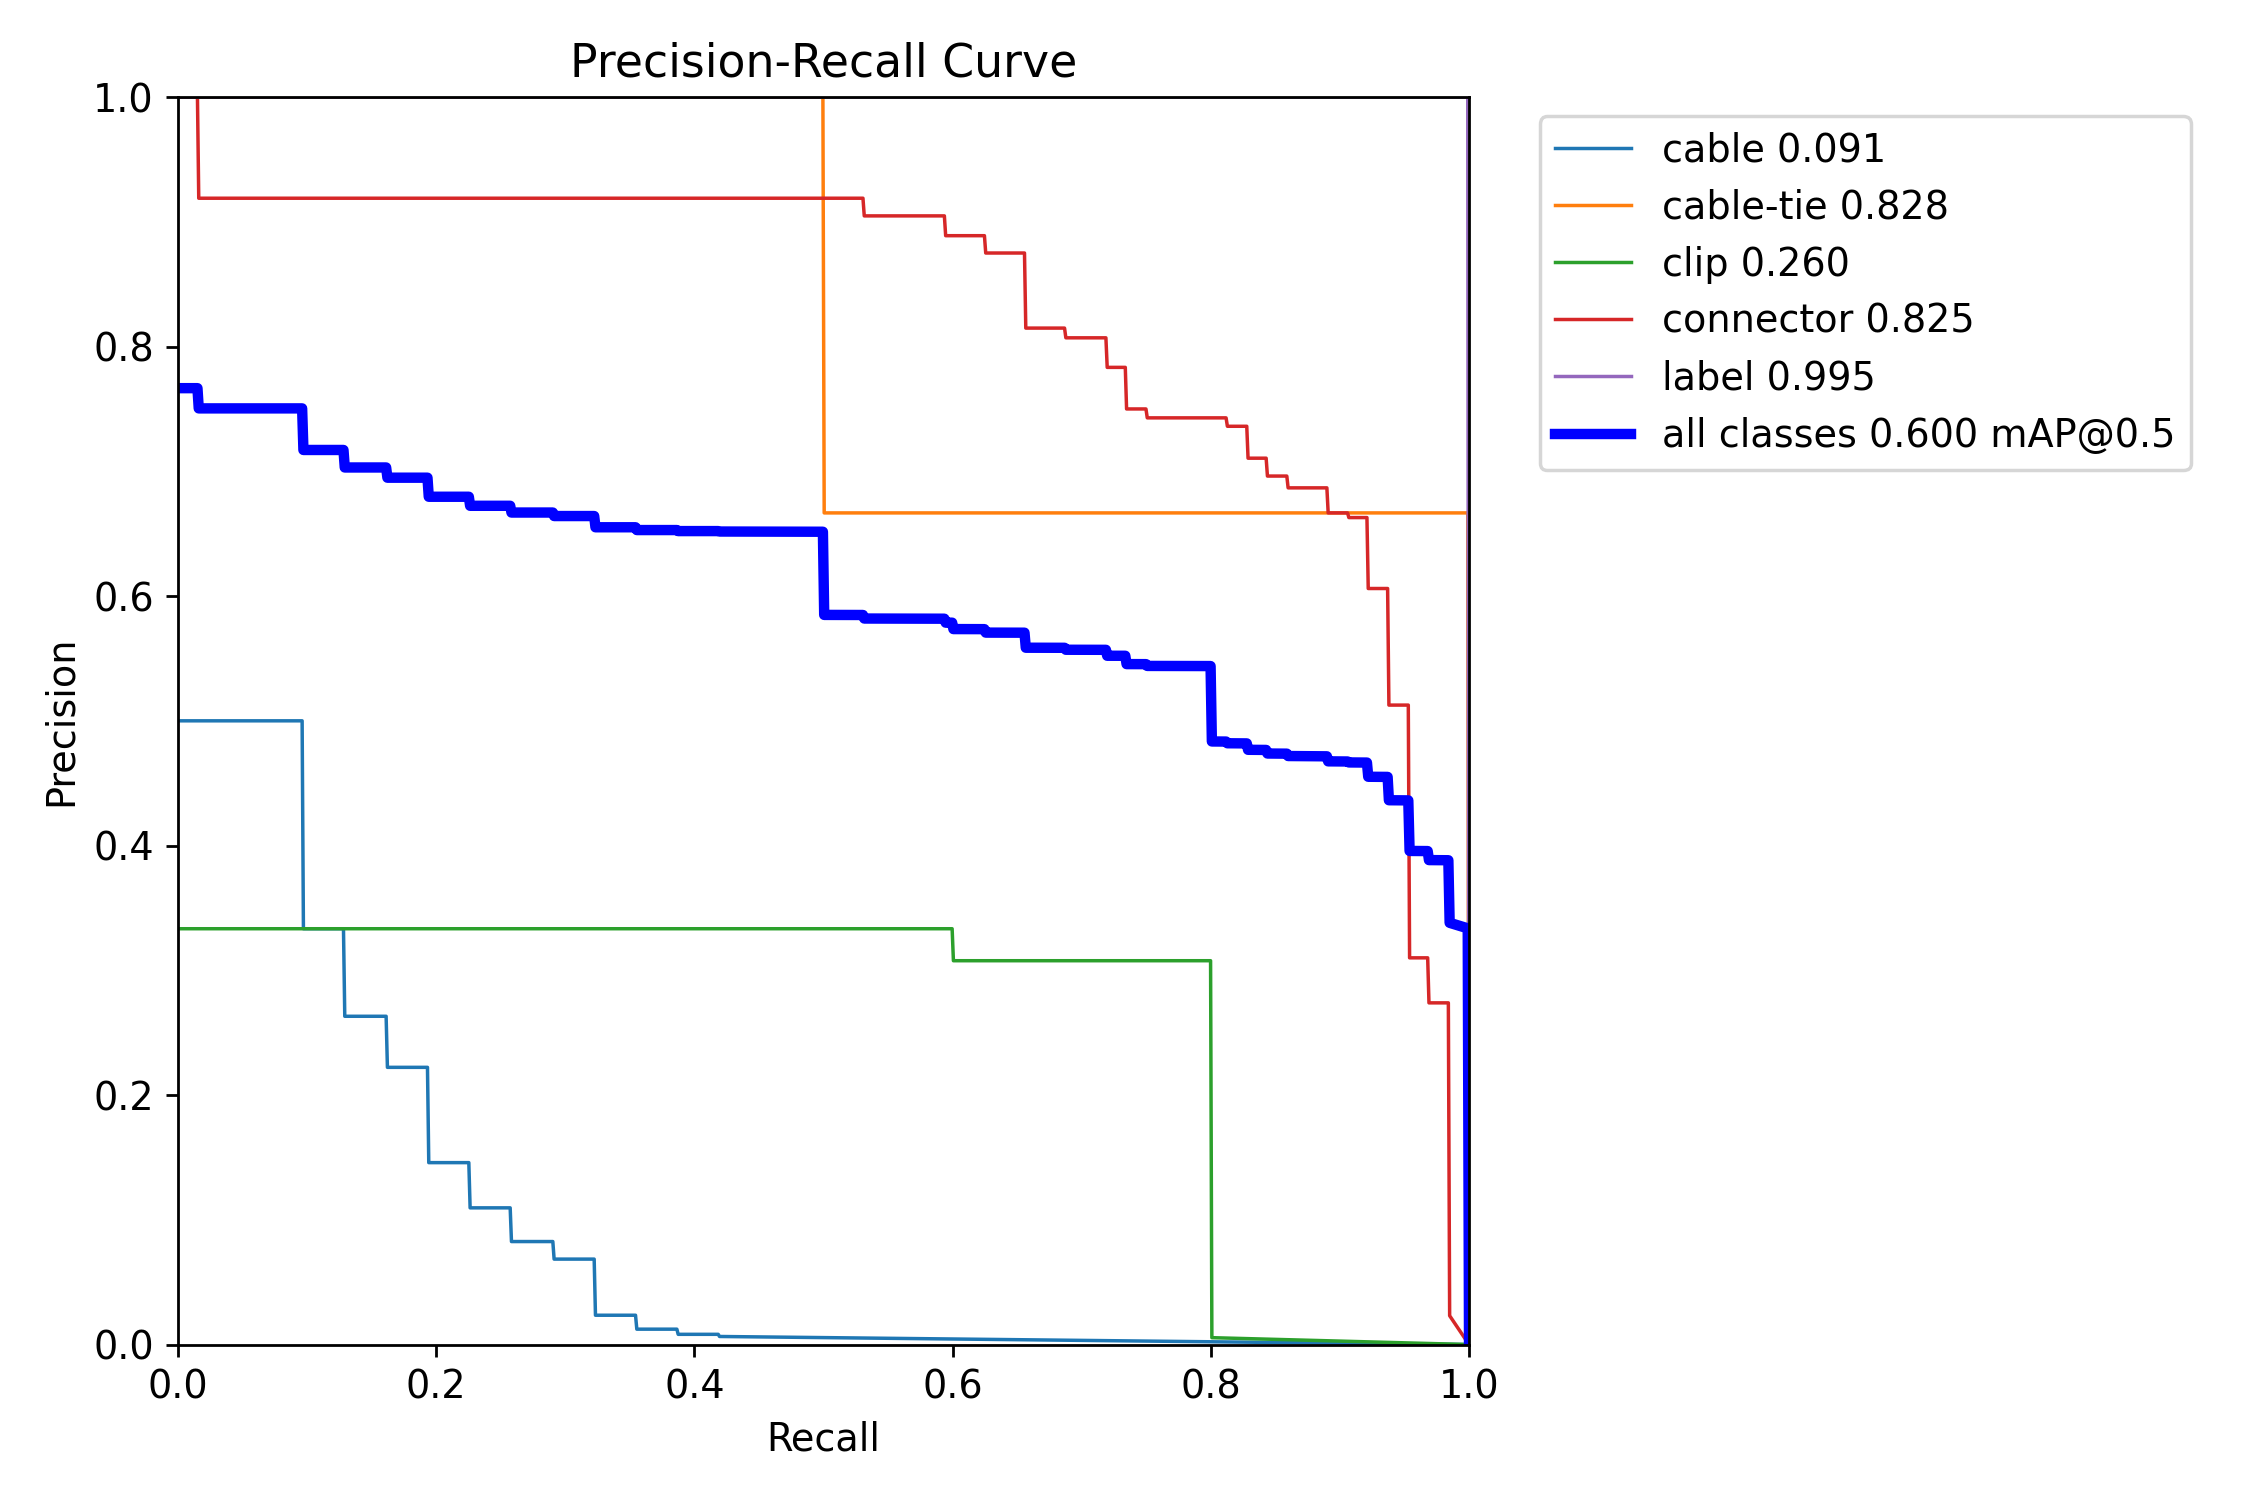 Precision-Recall Curve
1.0
0.8
0.6
0.4
0.2
0.0
Precision
0.0 0.2 0.4 0.6 0.8 1.0
Recall
cable 0.091
cable-tie 0.828
clip 0.260
connector 0.825
label 0.995
all classes 0.600 mAP@0.5